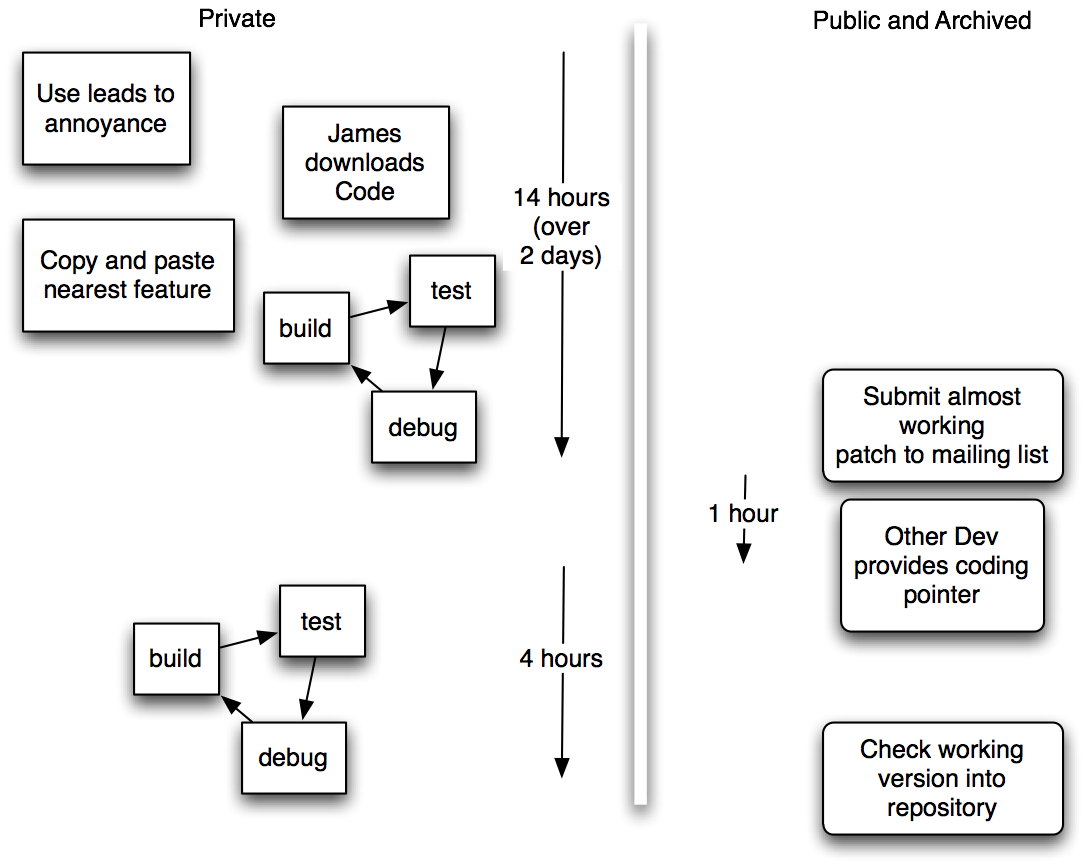 Private
Public and Archived
Use leads to
annoyance
James
downloads
Code
14 hours
(over
2 days)
Copy and paste
nearest feature
test
build
debug
Submit almost
working
patch to mailing list
1 hour
Other Dev
provides coding
pointer
test
build
debug
4 hours
Check working
version into
repository